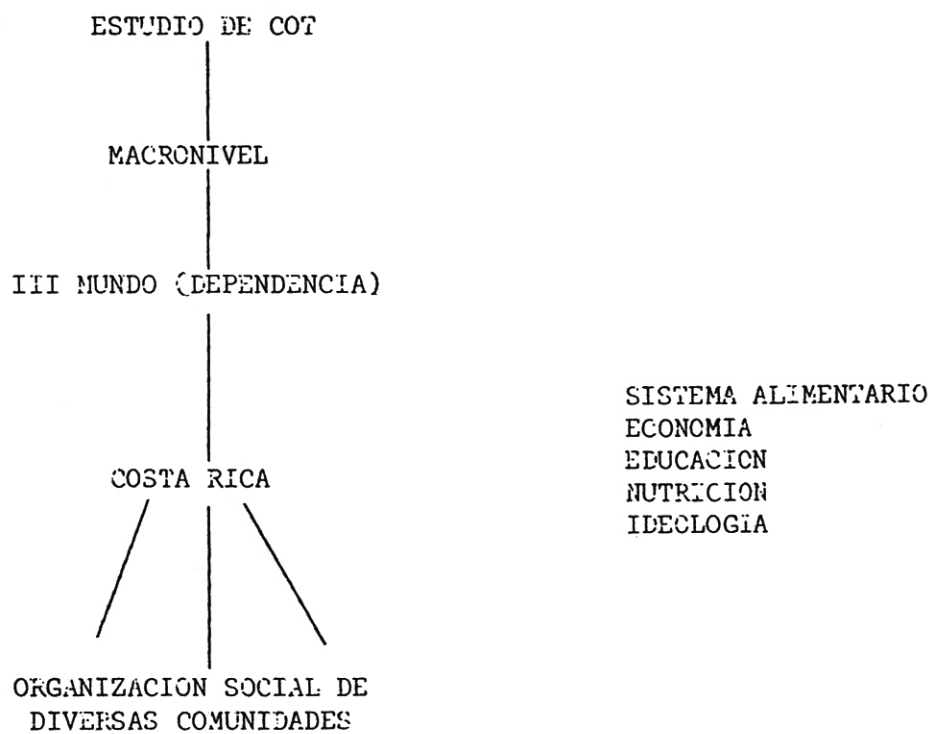 ESTUDIO DE COT
MACRONIVEL
III MUNDO (DEPENDENCIA)
COSTA RICA
ORGANIZACION SOCIAL DE
DIVERSAS COMUNIDADES
SISTEMA ALIMENTARIO
ECONOMIA
EDUCACION
NUTRICION
IDEOLOGIA